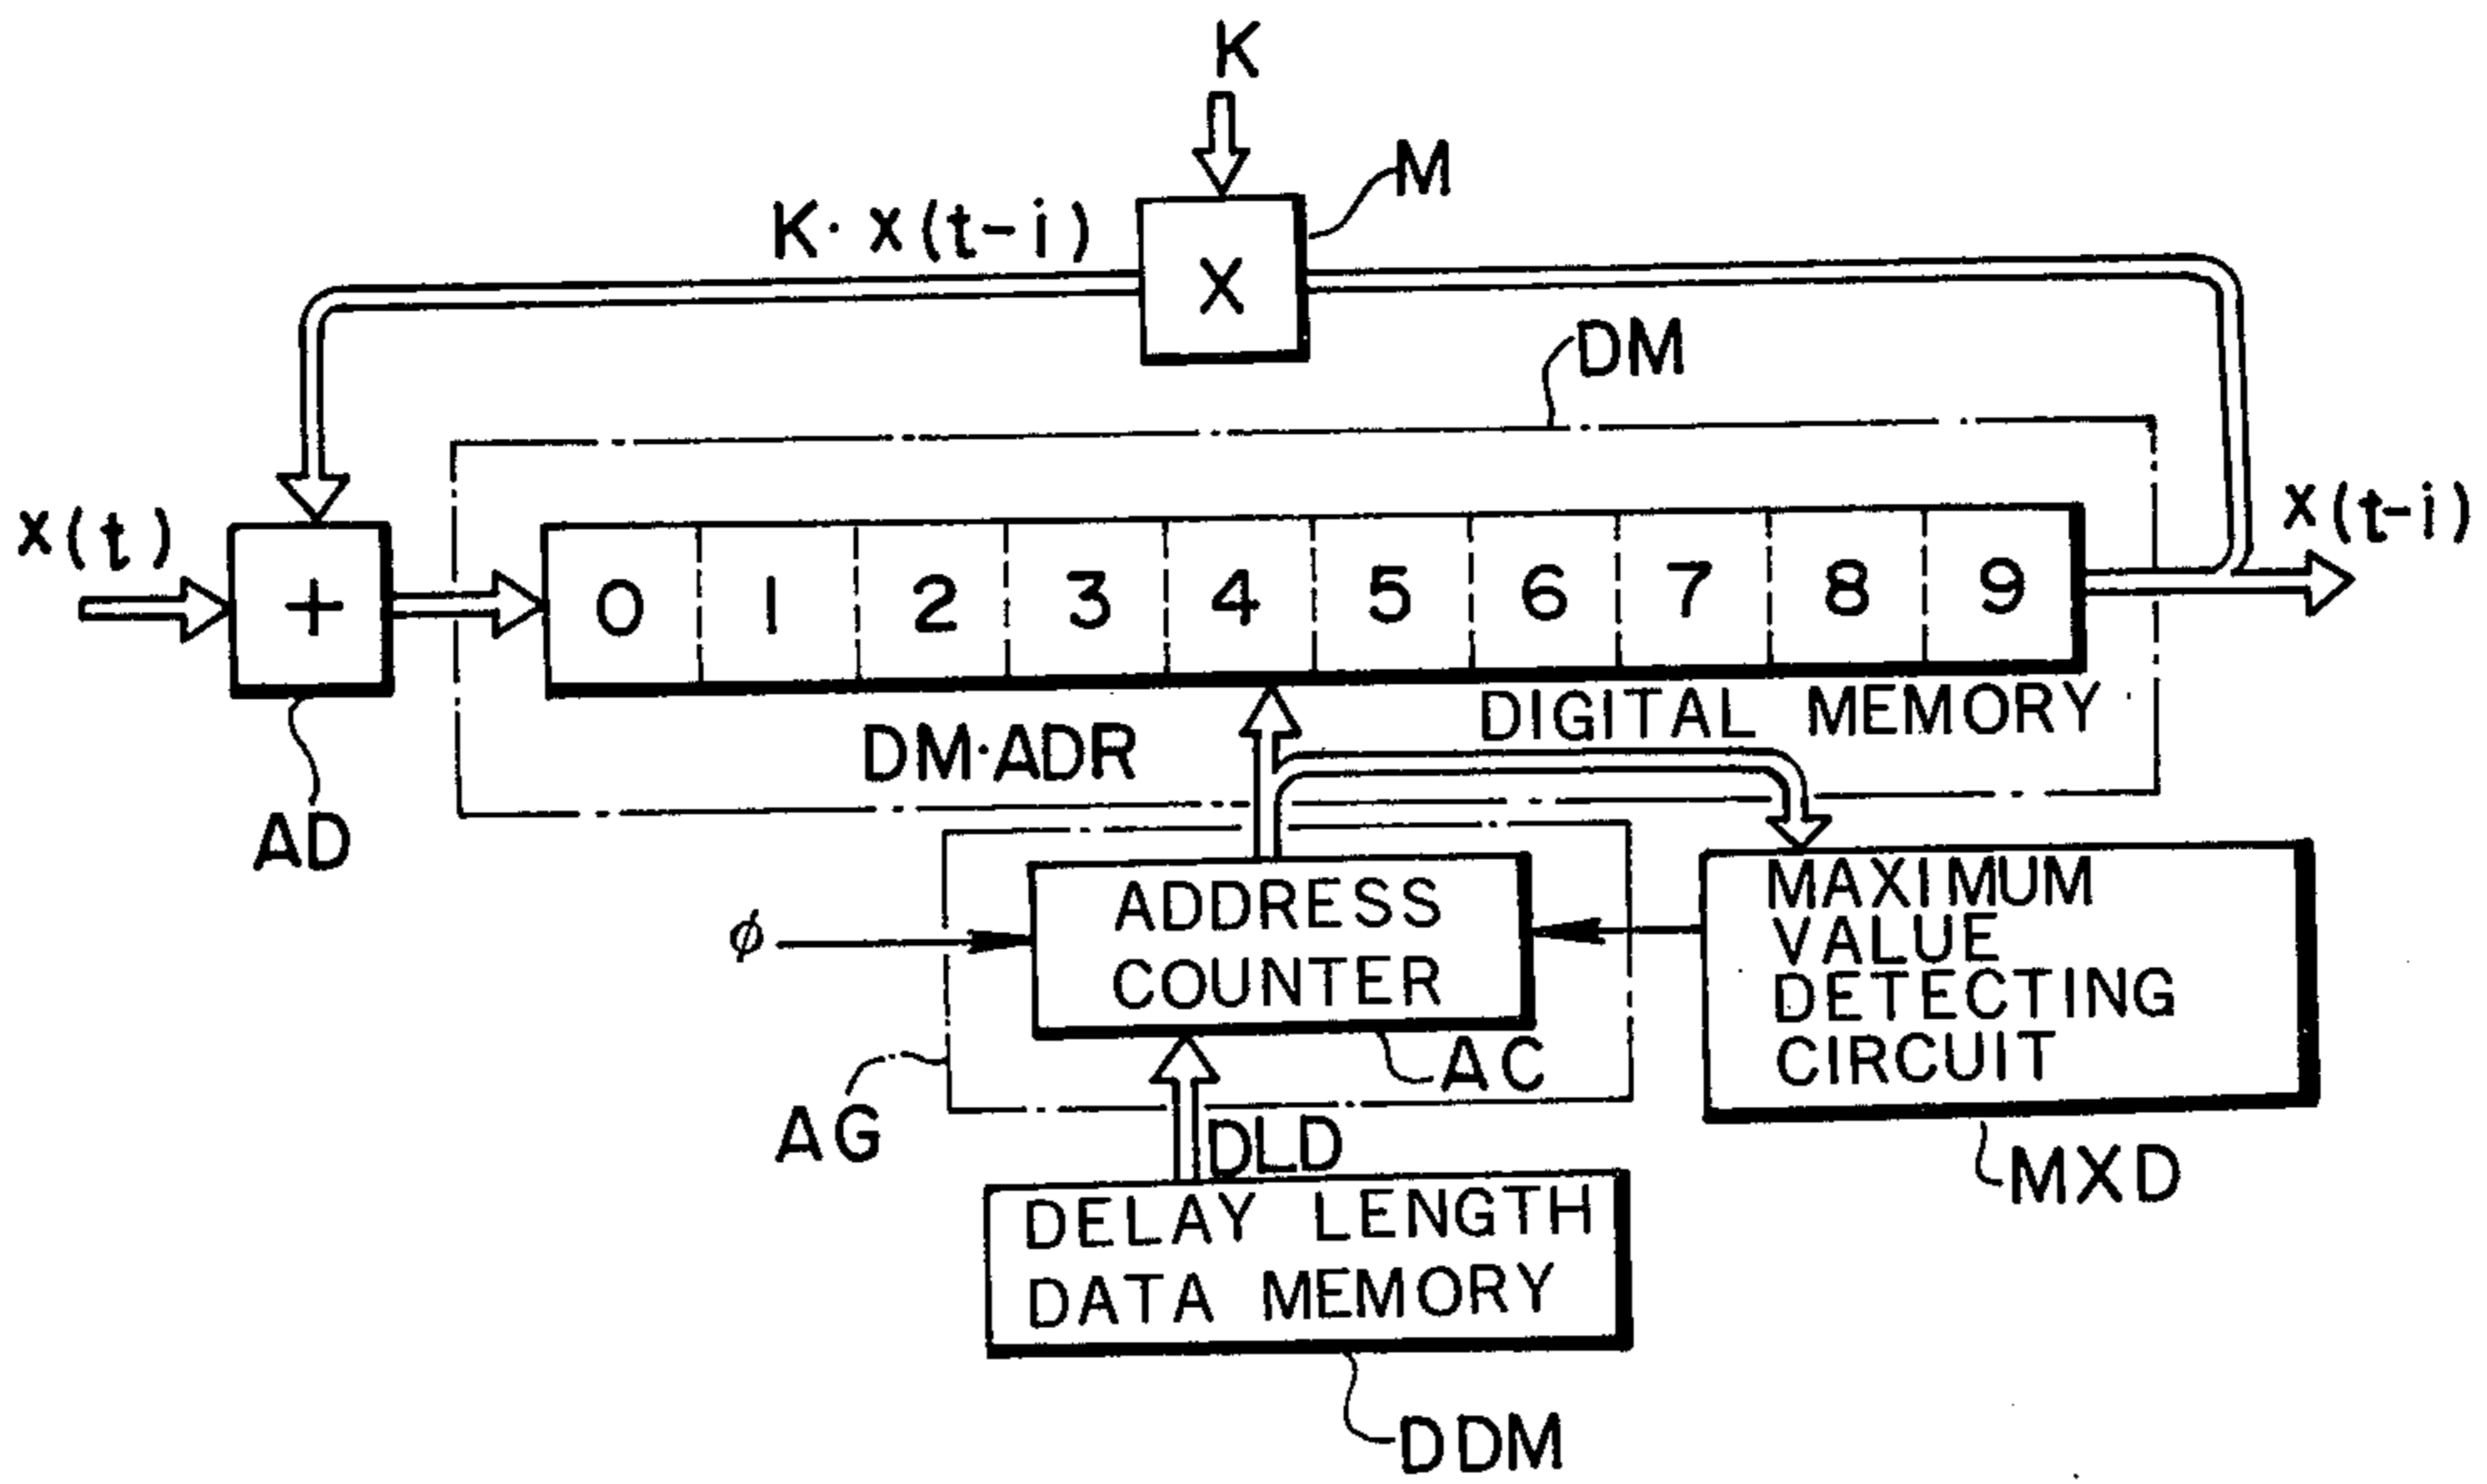 K
M
K· x(t-i)
X
DM
x(t)
x(t-i)
+
0 1 2 3 4 5 6 7 8 9
DIGITAL MEMORY
DM·ADR
AD
ADDRESS
COUNTER
ϕ
MAXIMUM
VALUE
DETECTING
CIRCUIT
AC
AG
DLD
MXD
DELAY LENGTH
DATA MEMORY
DDM